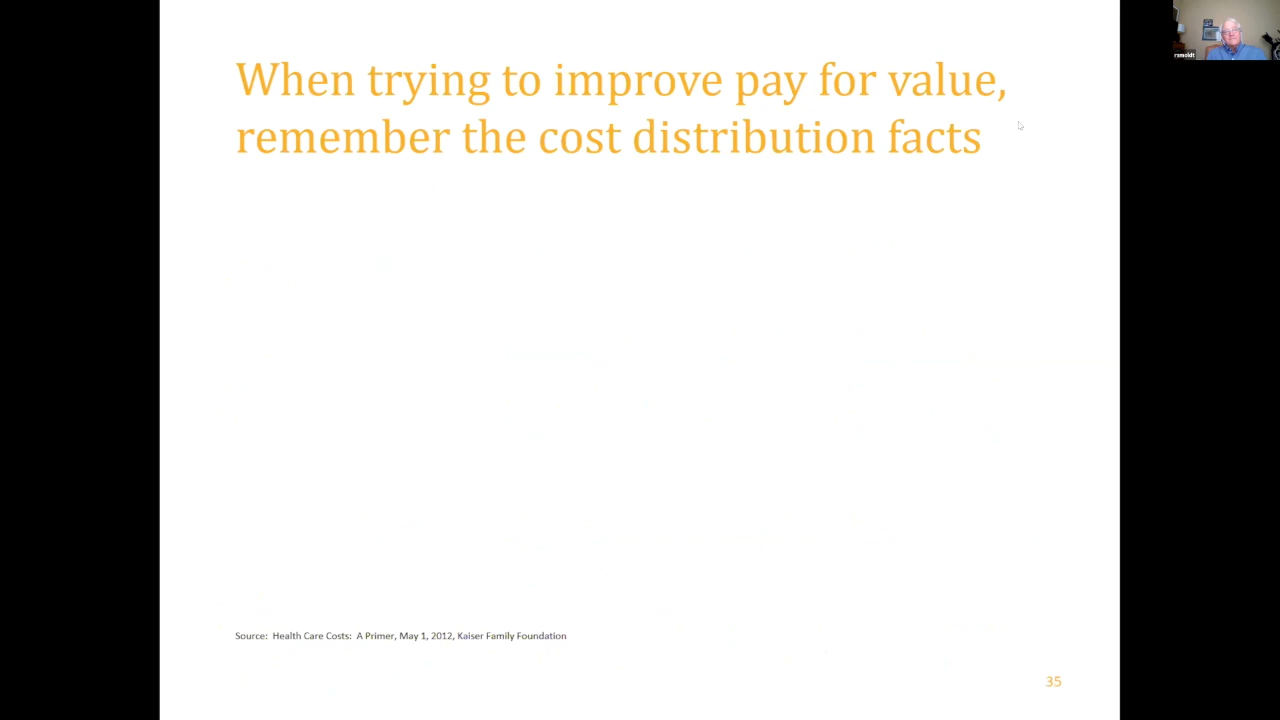 When trying to improve pay for value,
remember the cost distribution facts
Source: Health Care Costs: A Primer, May 1, 2012, Kaiser Family Foundation
35
ramoldt